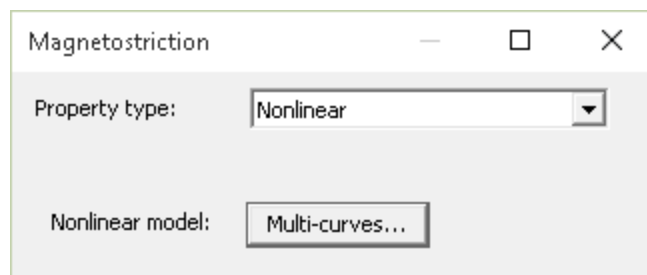 Magnetostriction
Property type: Nonlinear
Nonlinear model: Multi-curves...